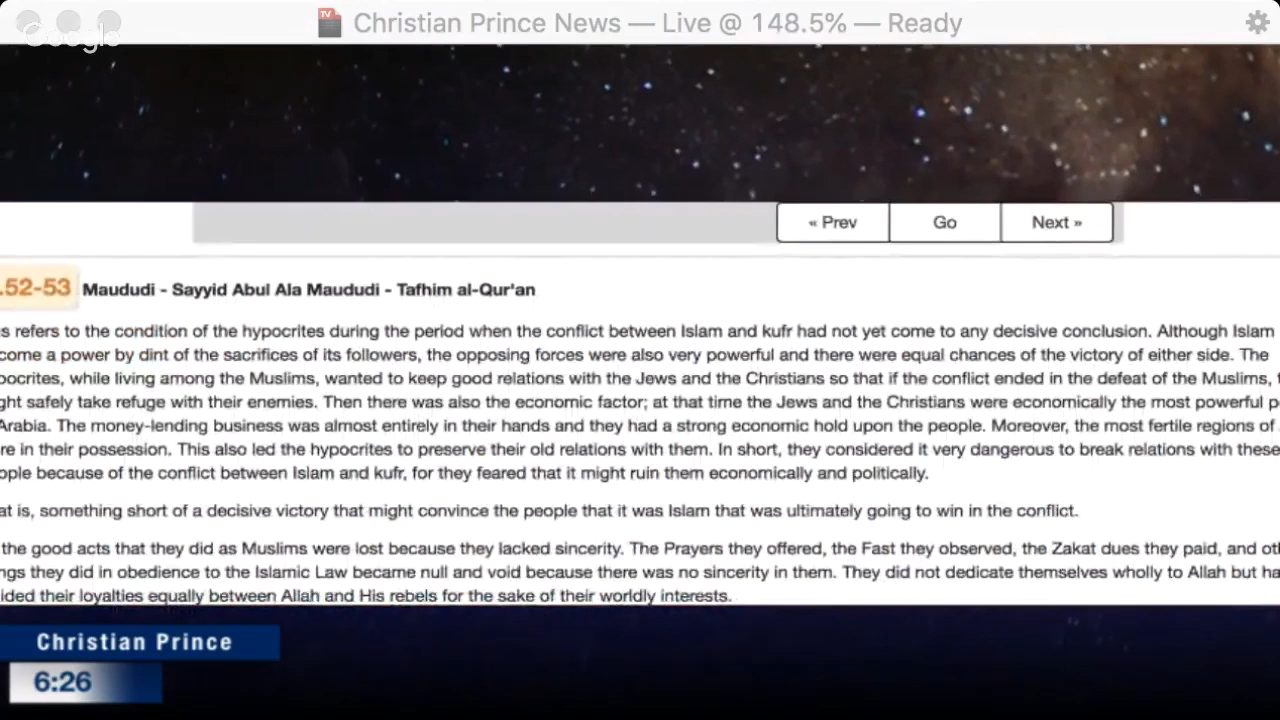 Christian Prince News — Live @ 148.5% — Ready
Google
« Prev
Go
Next »
.52-53 Maududi - Sayyid Abul Ala Maududi - Tafhim al-Qur'an
s refers to the condition of the hypocrites during the period when the conflict between Islam and kufr had not yet come to any decisive conclusion. Although Islam
come a power by dint of the sacrifices of its followers, the opposing forces were also very powerful and there were equal chances of the victory of either side. The
pocrites, while living among the Muslims, wanted to keep good relations with the Jews and the Christians so that if the conflict ended in the defeat of the Muslims, t
ght safely take refuge with their enemies. Then there was also the economic factor; at that time the Jews and the Christians were economically the most powerful p
Arabia. The money-lending business was almost entirely in their hands and they had a strong economic hold upon the people. Moreover, the most fertile regions of
re in their possession. This also led the hypocrites to preserve their old relations with them. In short, they considered it very dangerous to break relations with these
ople because of the conflict between Islam and kufr, for they feared that it might ruin them economically and politically.
at is, something short of a decisive victory that might convince the people that it was Islam that was ultimately going to win in the conflict.
the good acts that they did as Muslims were lost because they lacked sincerity. The Prayers they offered, the Fast they observed, the Zakat dues they paid, and ot
ngs they did in obedience to the Islamic Law became null and void because there was no sincerity in them. They did not dedicate themselves wholly to Allah but ha
ided their loyalties equally between Allah and His rebels for the sake of their worldly interests.
Christian Prince
6:26